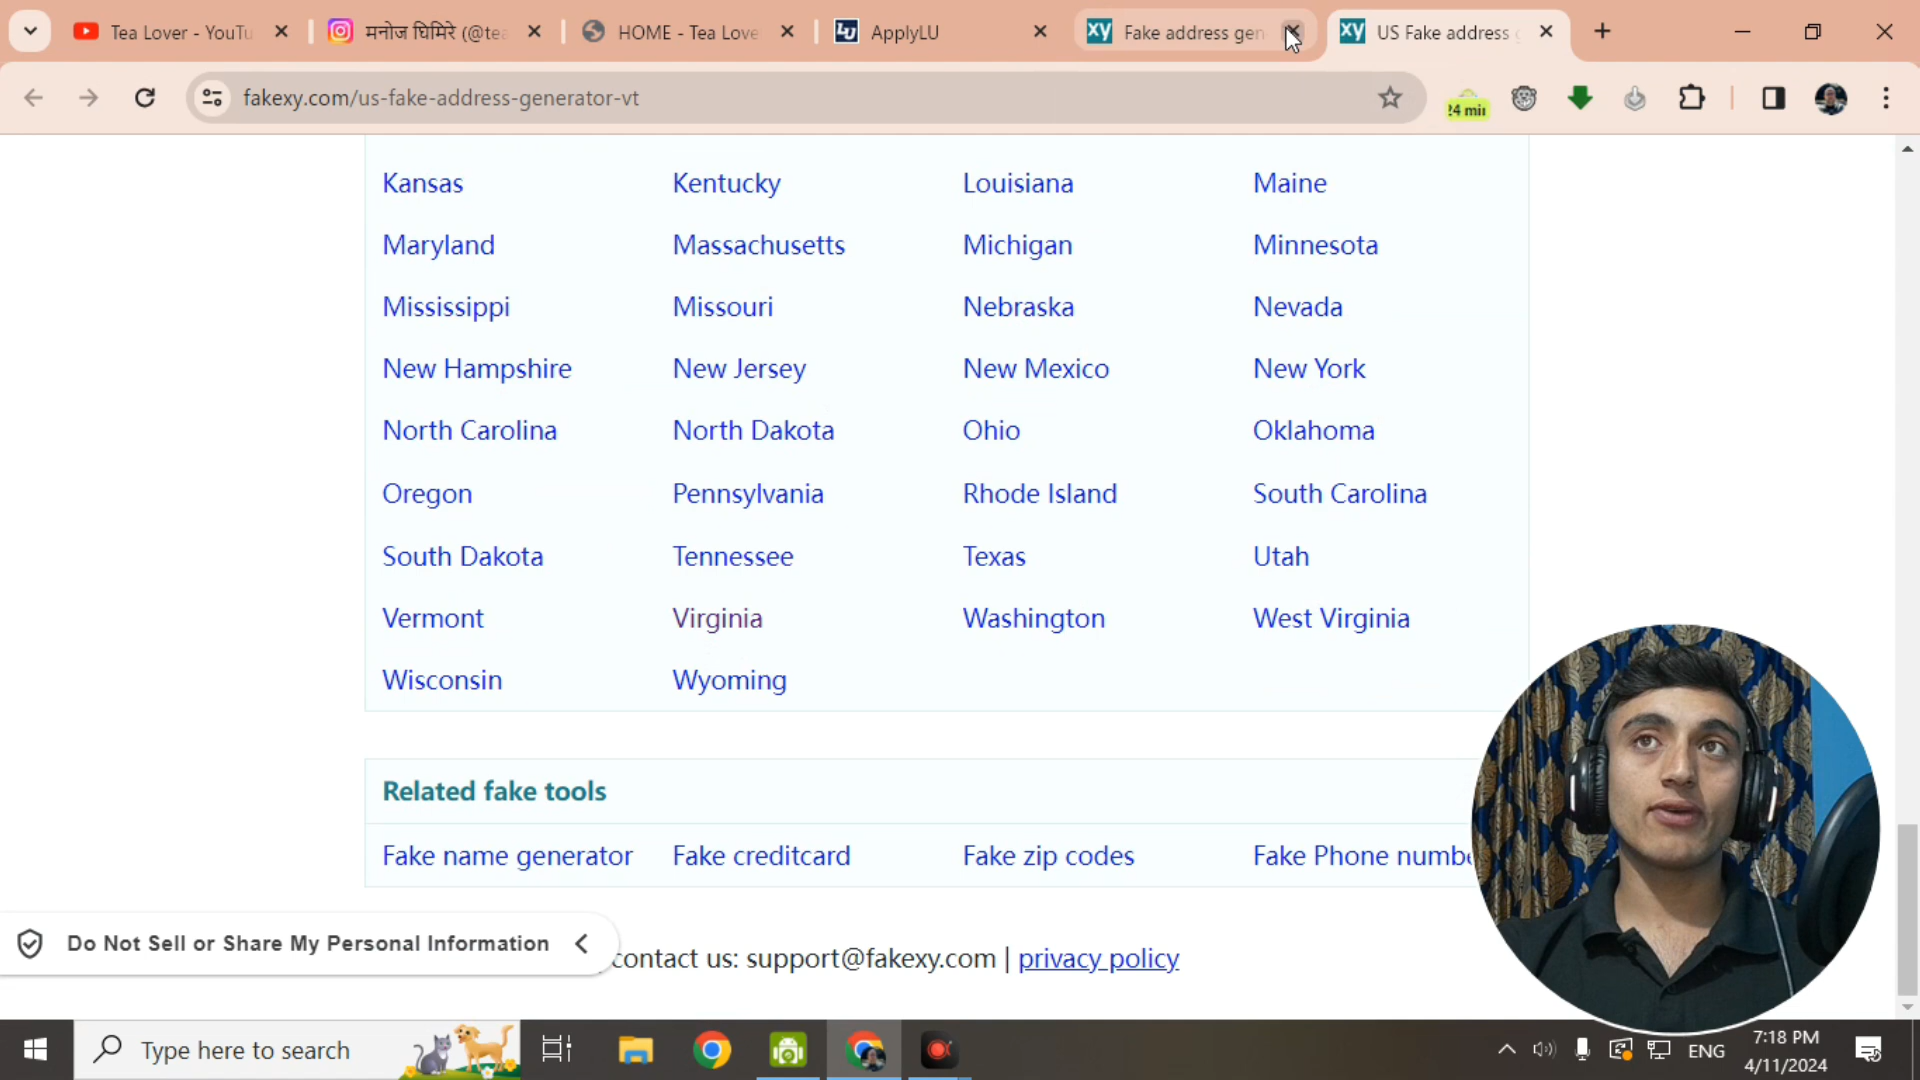 Tea Lover - YouTu
मनोज घिमिरे (@tea
HOME - Tea Love
ApplyLU
Fake address gen
US Fake address g
fakexy.com/us-fake-address-generator-vt
Kansas Kentucky Louisiana Maine
Maryland Massachusetts Michigan Minnesota
Mississippi Missouri Nebraska Nevada
New Hampshire New Jersey New Mexico New York
North Carolina North Dakota Ohio Oklahoma
Oregon Pennsylvania Rhode Island South Carolina
South Dakota Tennessee Texas Utah
Vermont Virginia Washington West Virginia
Wisconsin Wyoming
Related fake tools
Fake name generator Fake creditcard Fake zip codes Fake Phone numbe
Do Not Sell or Share My Personal Information
contact us: support@fakexy.com | privacy policy
Type here to search
ENG
7:18 PM
4/11/2024